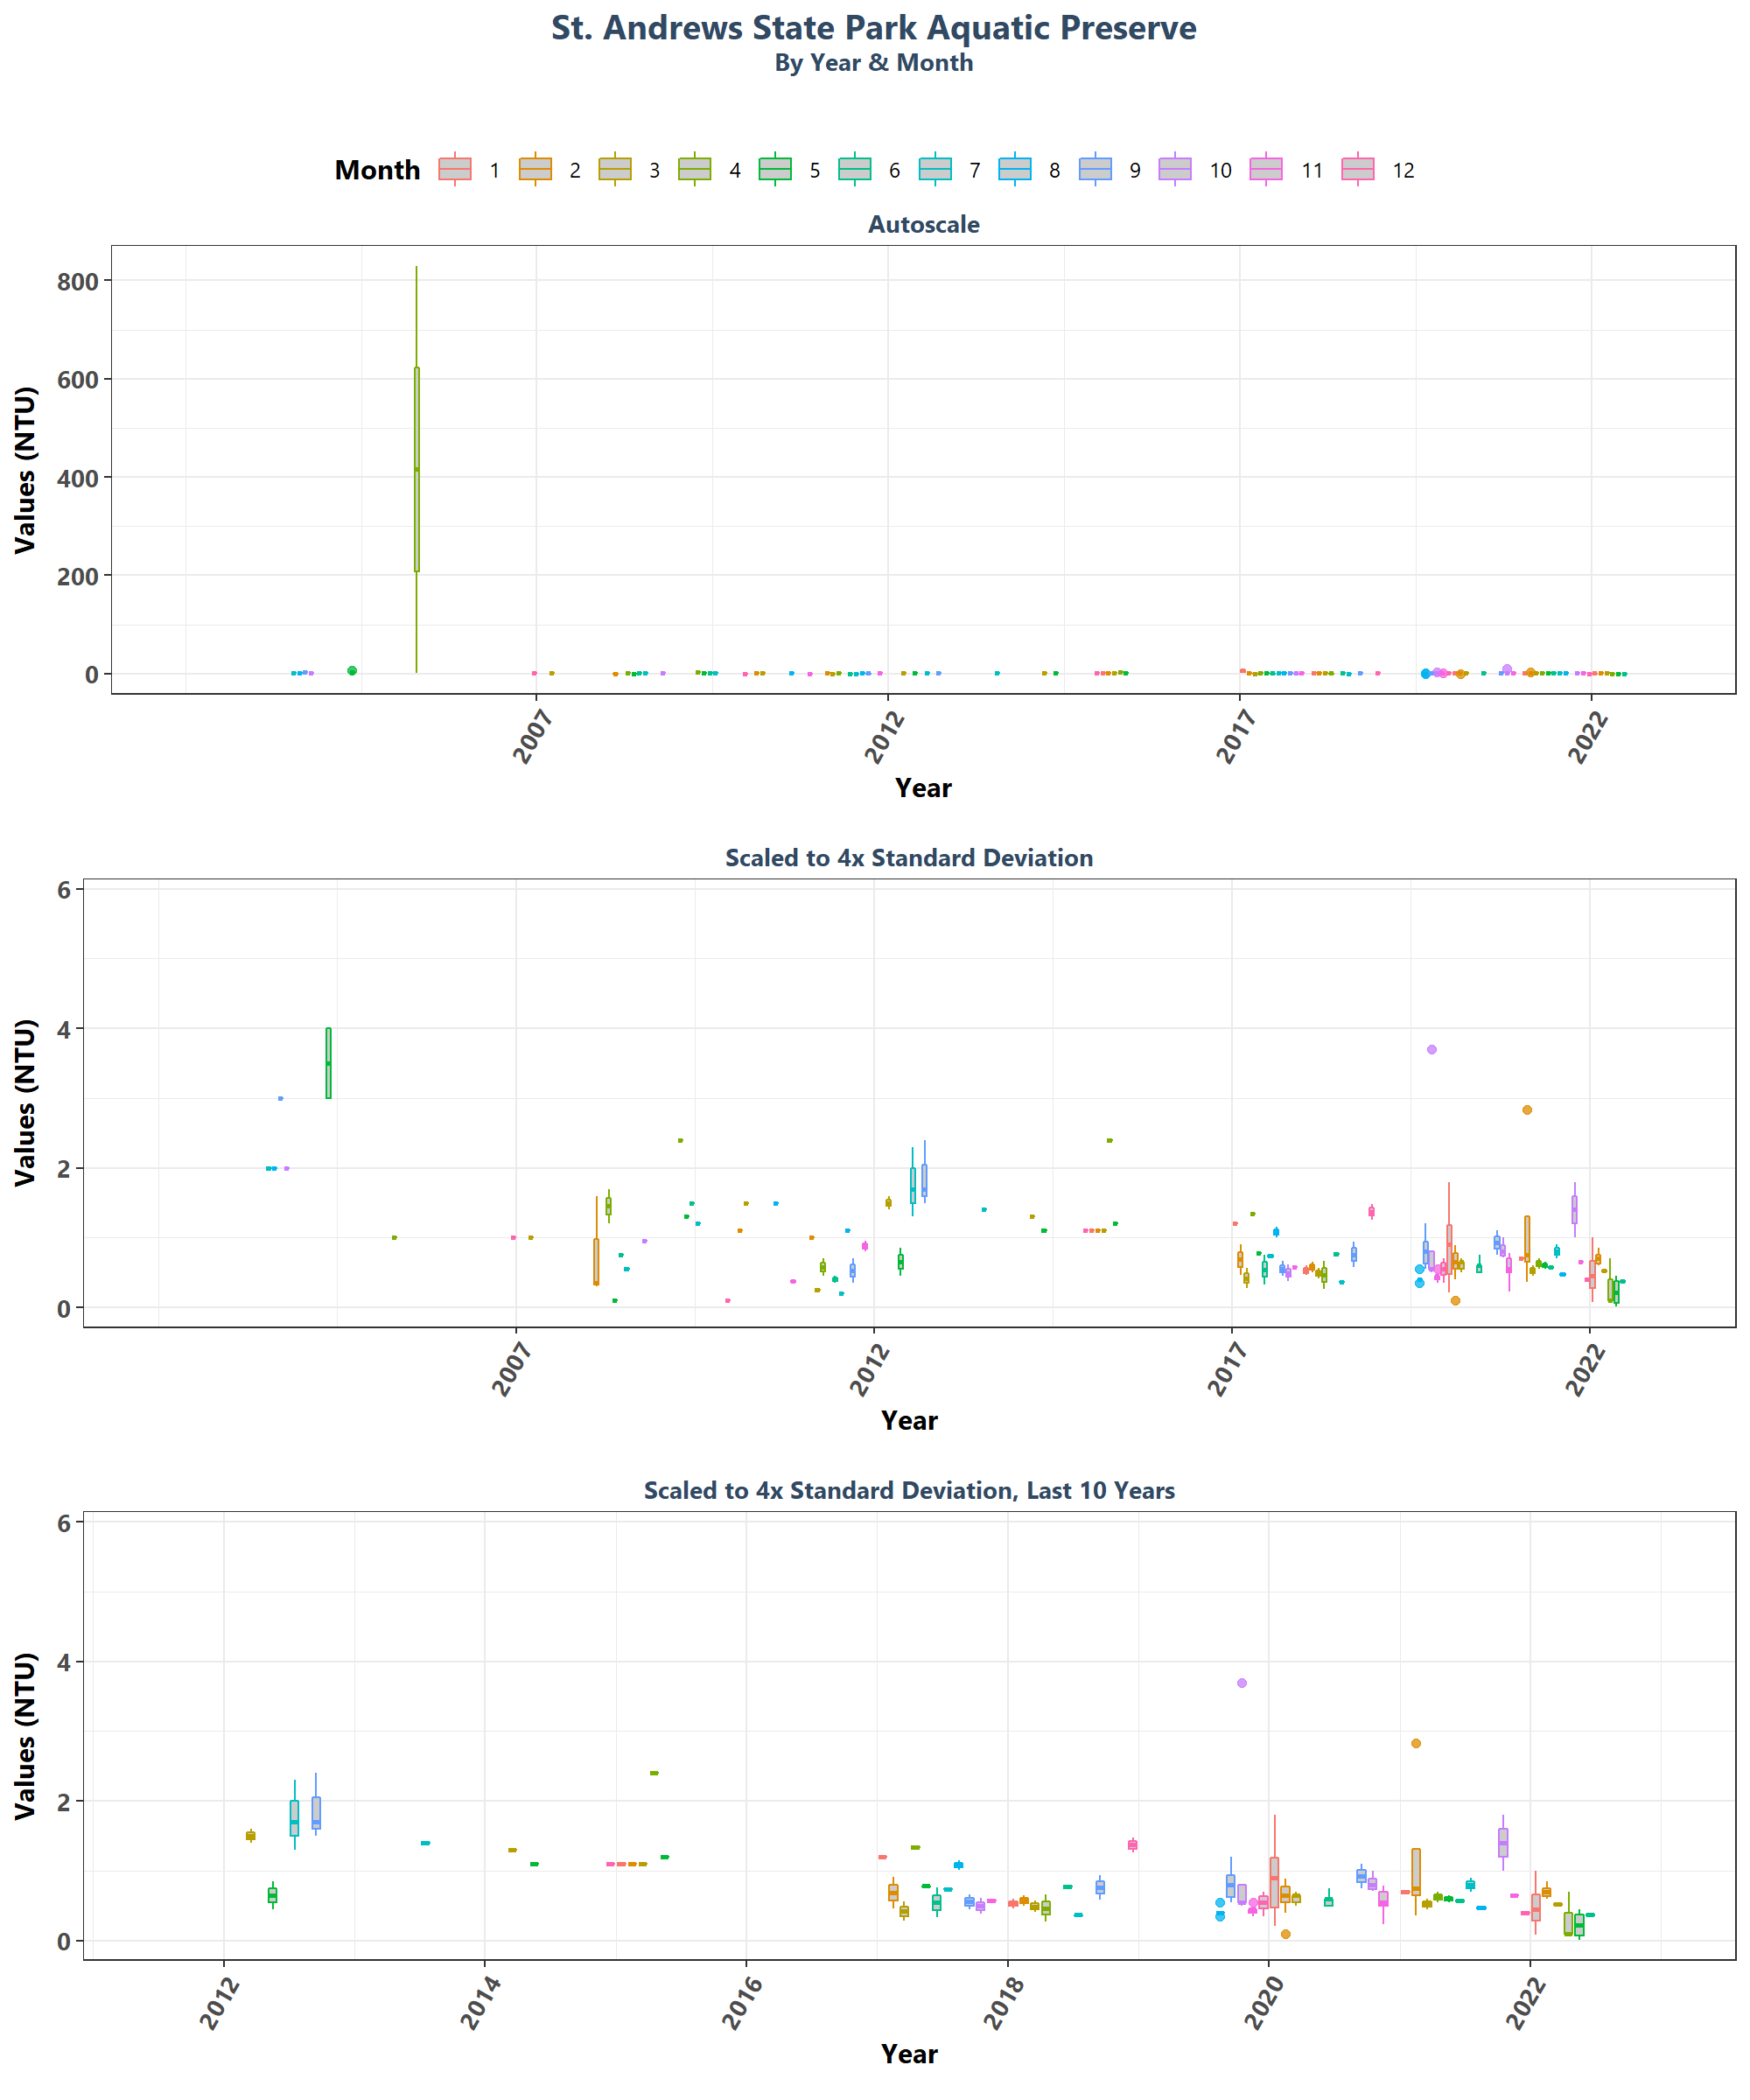 St. Andrews State Park Aquatic Preserve
By Year & Month
Month 1 2 3 4 5 6 7 8 9 10 11 12
Autoscale
Values (NTU)
800
600
400
200
0
2007 2012 2017 2022
Year
Scaled to 4x Standard Deviation
Values (NTU)
6
4
2
0
2007 2012 2017 2022
Year
Scaled to 4x Standard Deviation, Last 10 Years
Values (NTU)
6
4
2
0
2012 2014 2016 2018 2020 2022
Year